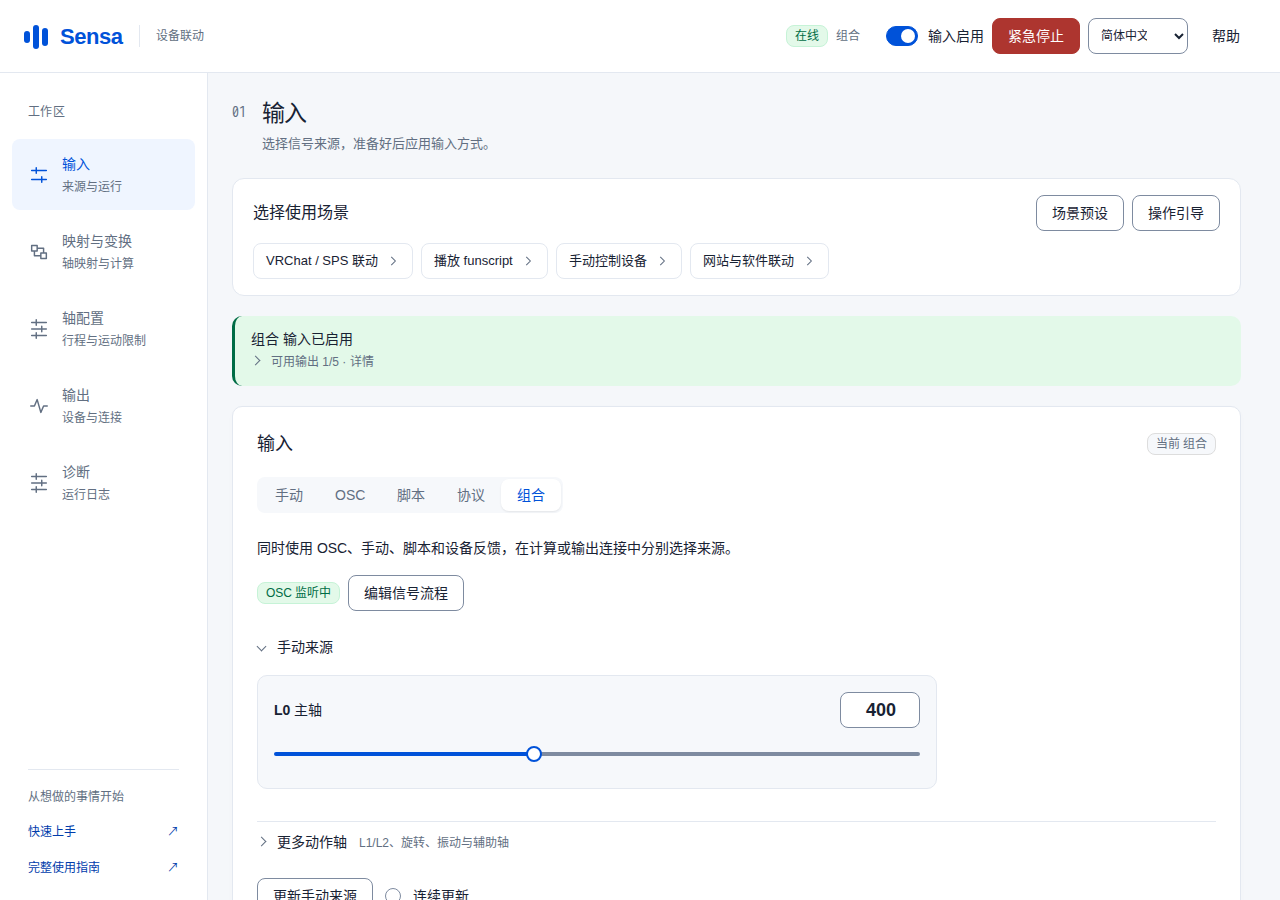 Sensa
设备联动
在线 组合 输入启用 紧急停止 简体中文 帮助
工作区
输入
来源与运行
映射与变换
轴映射与计算
轴配置
行程与运动限制
输出
设备与连接
诊断
运行日志
从想做的事情开始
快速上手
完整使用指南
01 输入
选择信号来源，准备好后应用输入方式。
选择使用场景
场景预设 操作引导
VRChat / SPS 联动 播放 funscript 手动控制设备 网站与软件联动
组合 输入已启用
可用输出 1/5 · 详情
输入
当前 组合
手动 OSC 脚本 协议 组合
同时使用 OSC、手动、脚本和设备反馈，在计算或输出连接中分别选择来源。
OSC 监听中 编辑信号流程
手动来源
L0 主轴 400
更多动作轴 L1/L2、旋转、振动与辅助轴
更新手动来源 连续更新